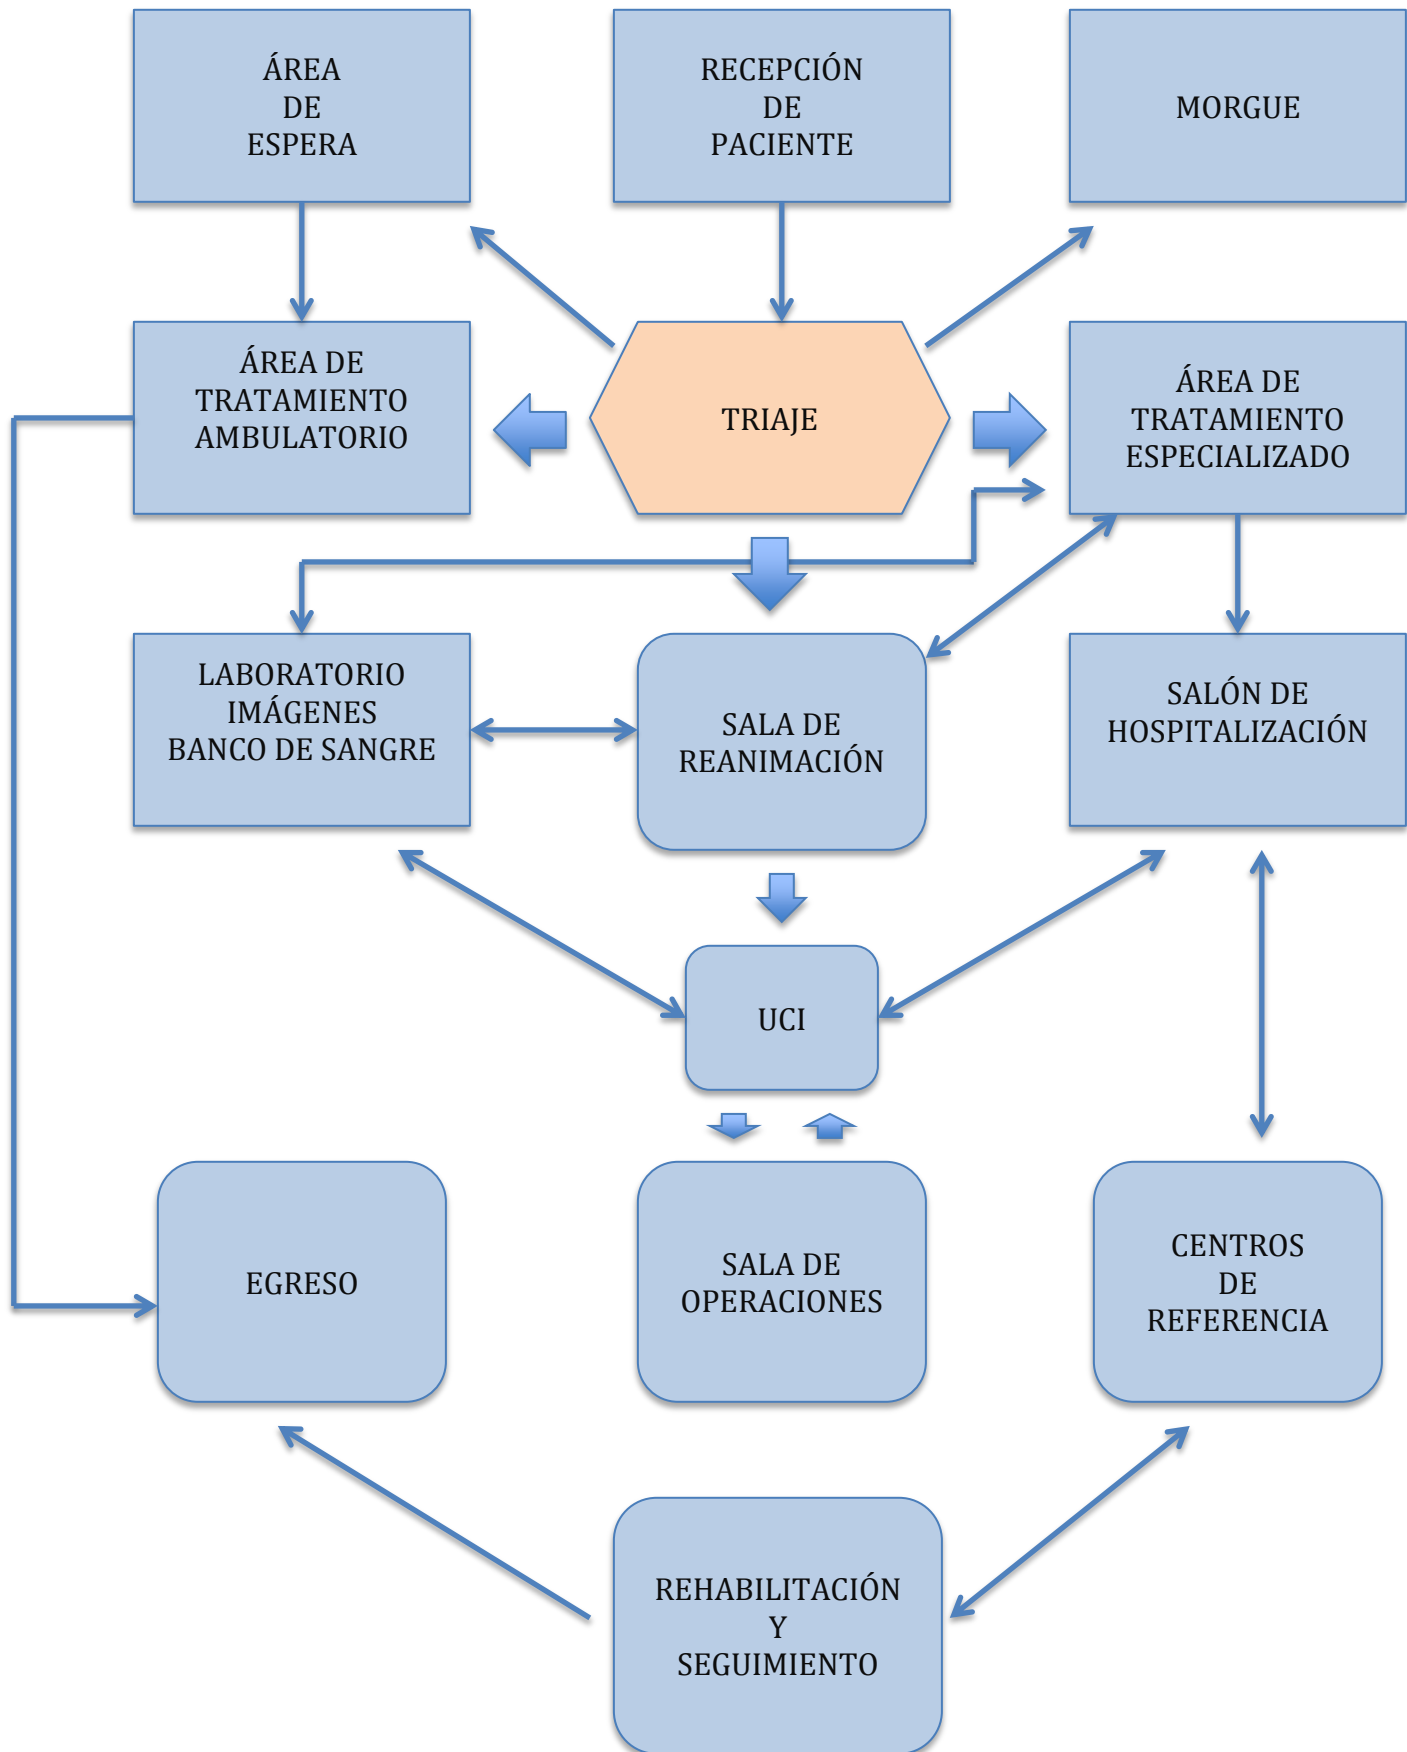 ÁREA
DE
ESPERA
RECEPCIÓN
DE
PACIENTE
MORGUE
ÁREA DE
TRATAMIENTO
AMBULATORIO
TRIAJE
ÁREA DE
TRATAMIENTO
ESPECIALIZADO
LABORATORIO
IMÁGENES
BANCO DE SANGRE
SALA DE
REANIMACIÓN
SALÓN DE
HOSPITALIZACIÓN
UCI
EGRESO
SALA DE
OPERACIONES
CENTROS
DE
REFERENCIA
REHABILITACIÓN
Y
SEGUIMIENTO